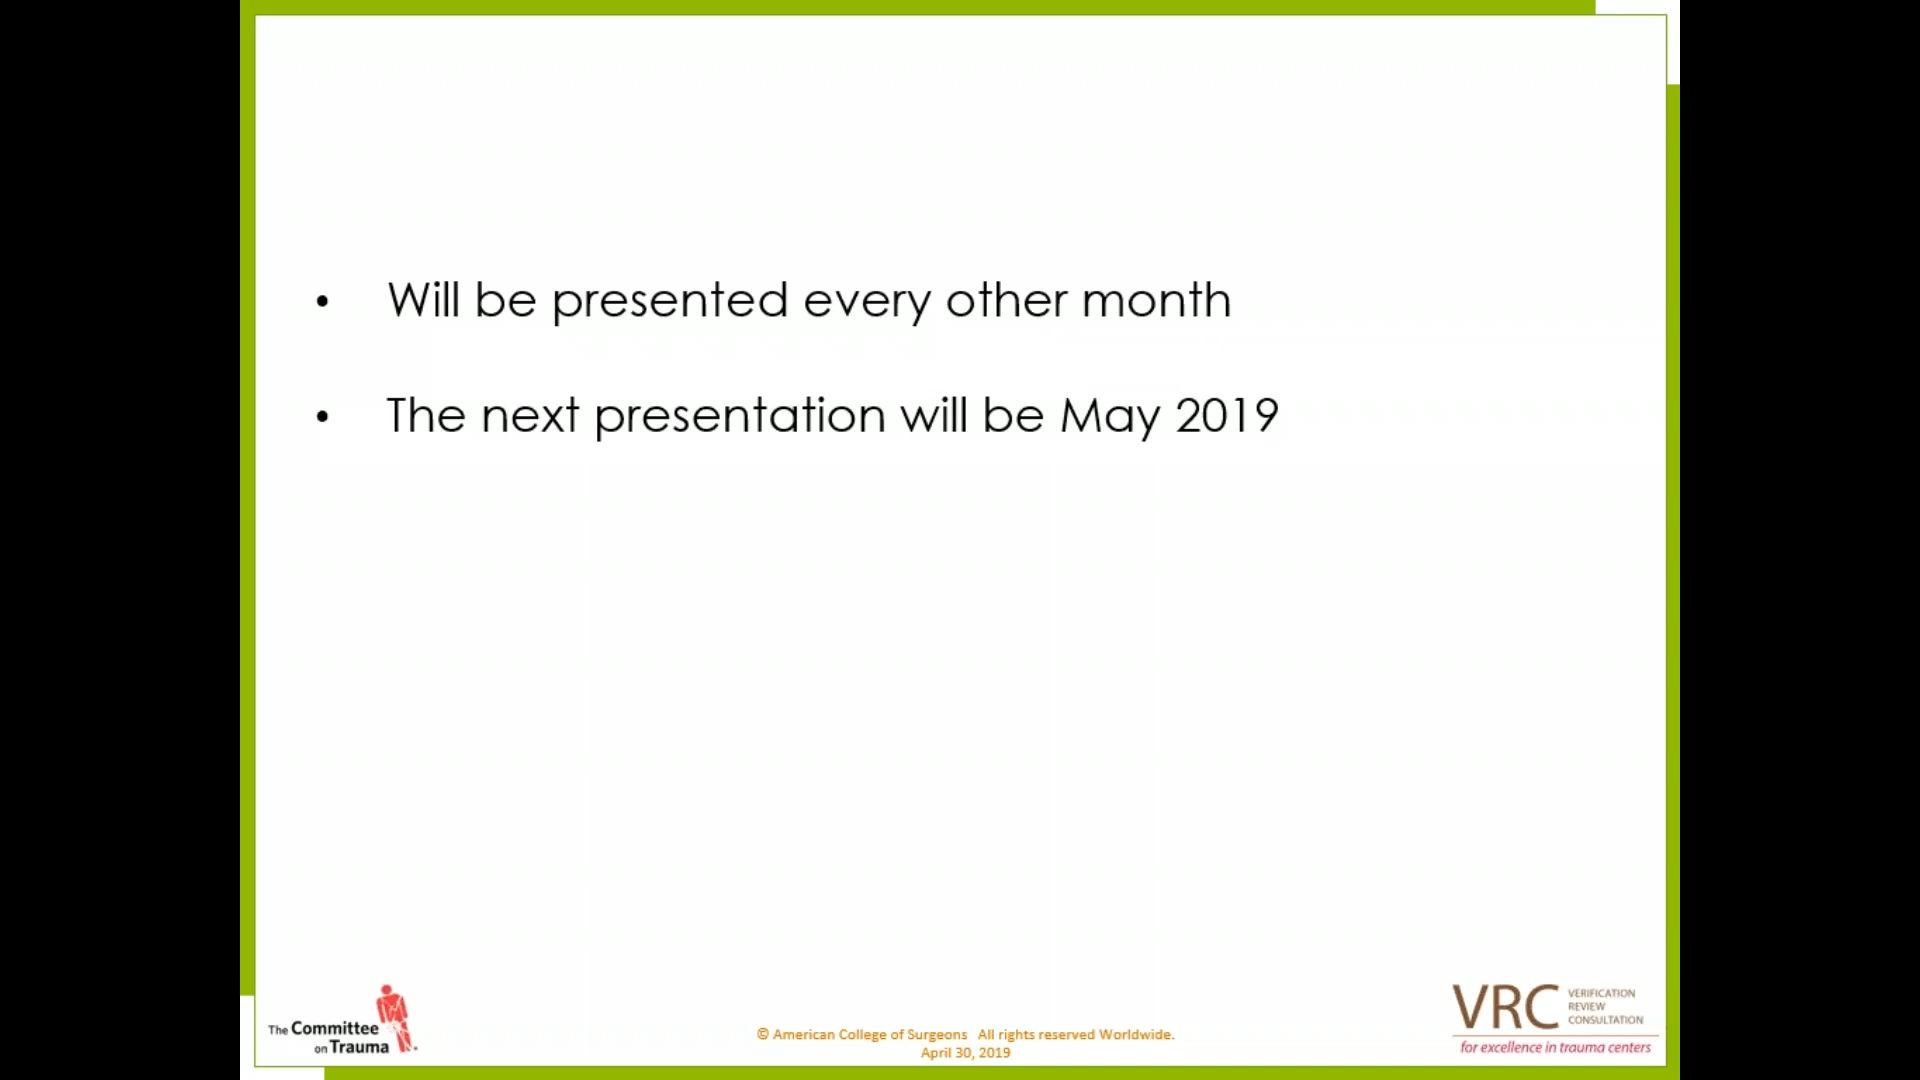 • Will be presented every other month
• The next presentation will be May 2019
The Committee
on Trauma
© American College of Surgeons All rights reserved Worldwide.
April 30, 2019
VRC VERIFICATION
REVIEW
CONSULTATION
for excellence in trauma centers